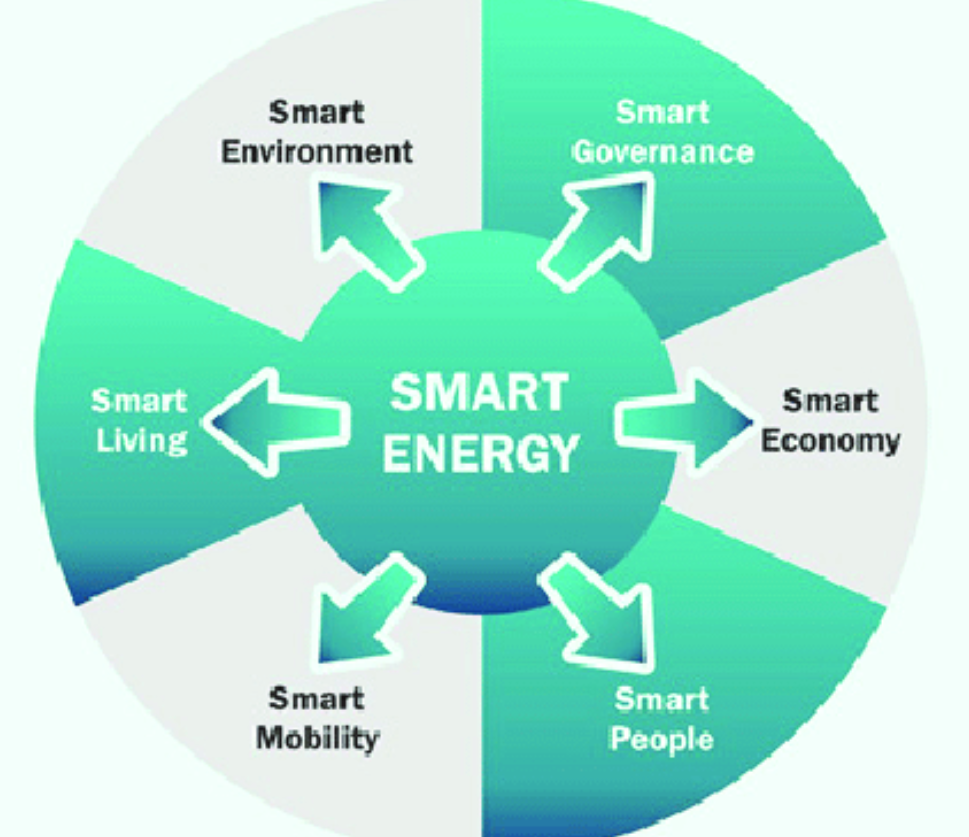 Smart
Environment
Smart
Governance
Smart
Living
SMART
ENERGY
Smart
Economy
Smart
Mobility
Smart
People